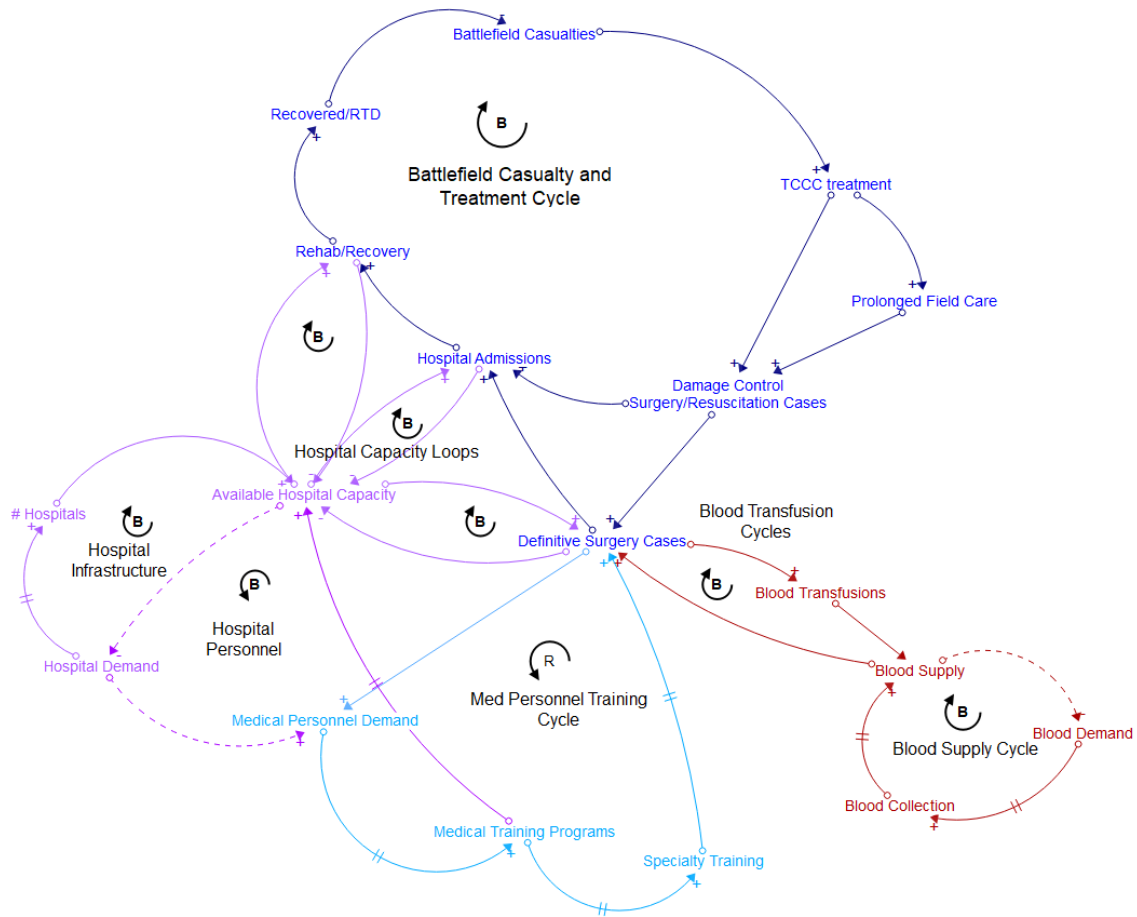 Battlefield Casualties
Recovered/RTD
B
Battlefield Casualty and
Treatment Cycle
TCCC treatment
Rehab/Recovery
Prolonged Field Care
B
Hospital Admissions
Damage Control
Surgery/Resuscitation Cases
B
Hospital Capacity Loops
Available Hospital Capacity
# Hospitals
B
Hospital
Infrastructure
B
Definitive Surgery Cases
Blood Transfusion
Cycles
B
Blood Transfusions
B
Hospital
Personnel
Hospital Demand
R
Med Personnel Training
Cycle
Blood Supply
B
Blood Supply Cycle
Blood Demand
Medical Personnel Demand
Blood Collection
Medical Training Programs
Specialty Training